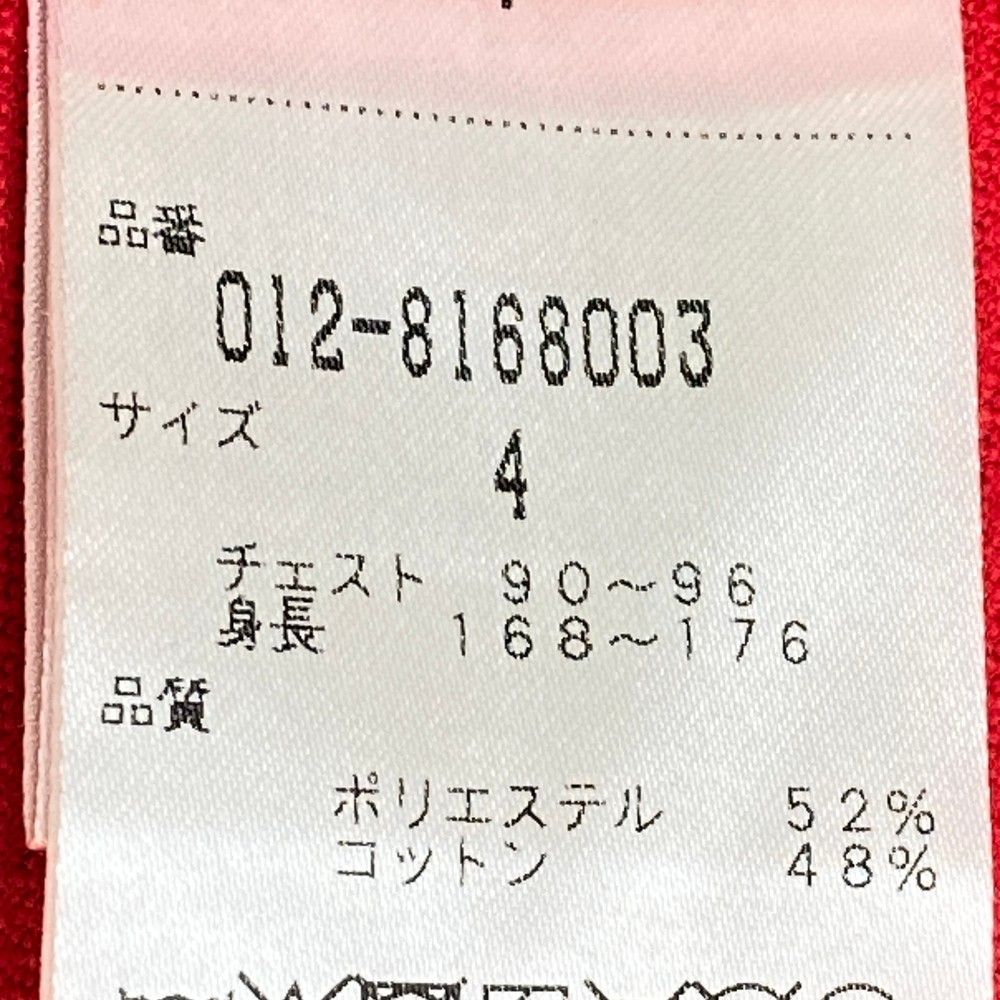 品番
012-8168003
サイズ
4
チェスト 90～96
身長 168～176
品質
ポリエステル 52%
コットン 48%